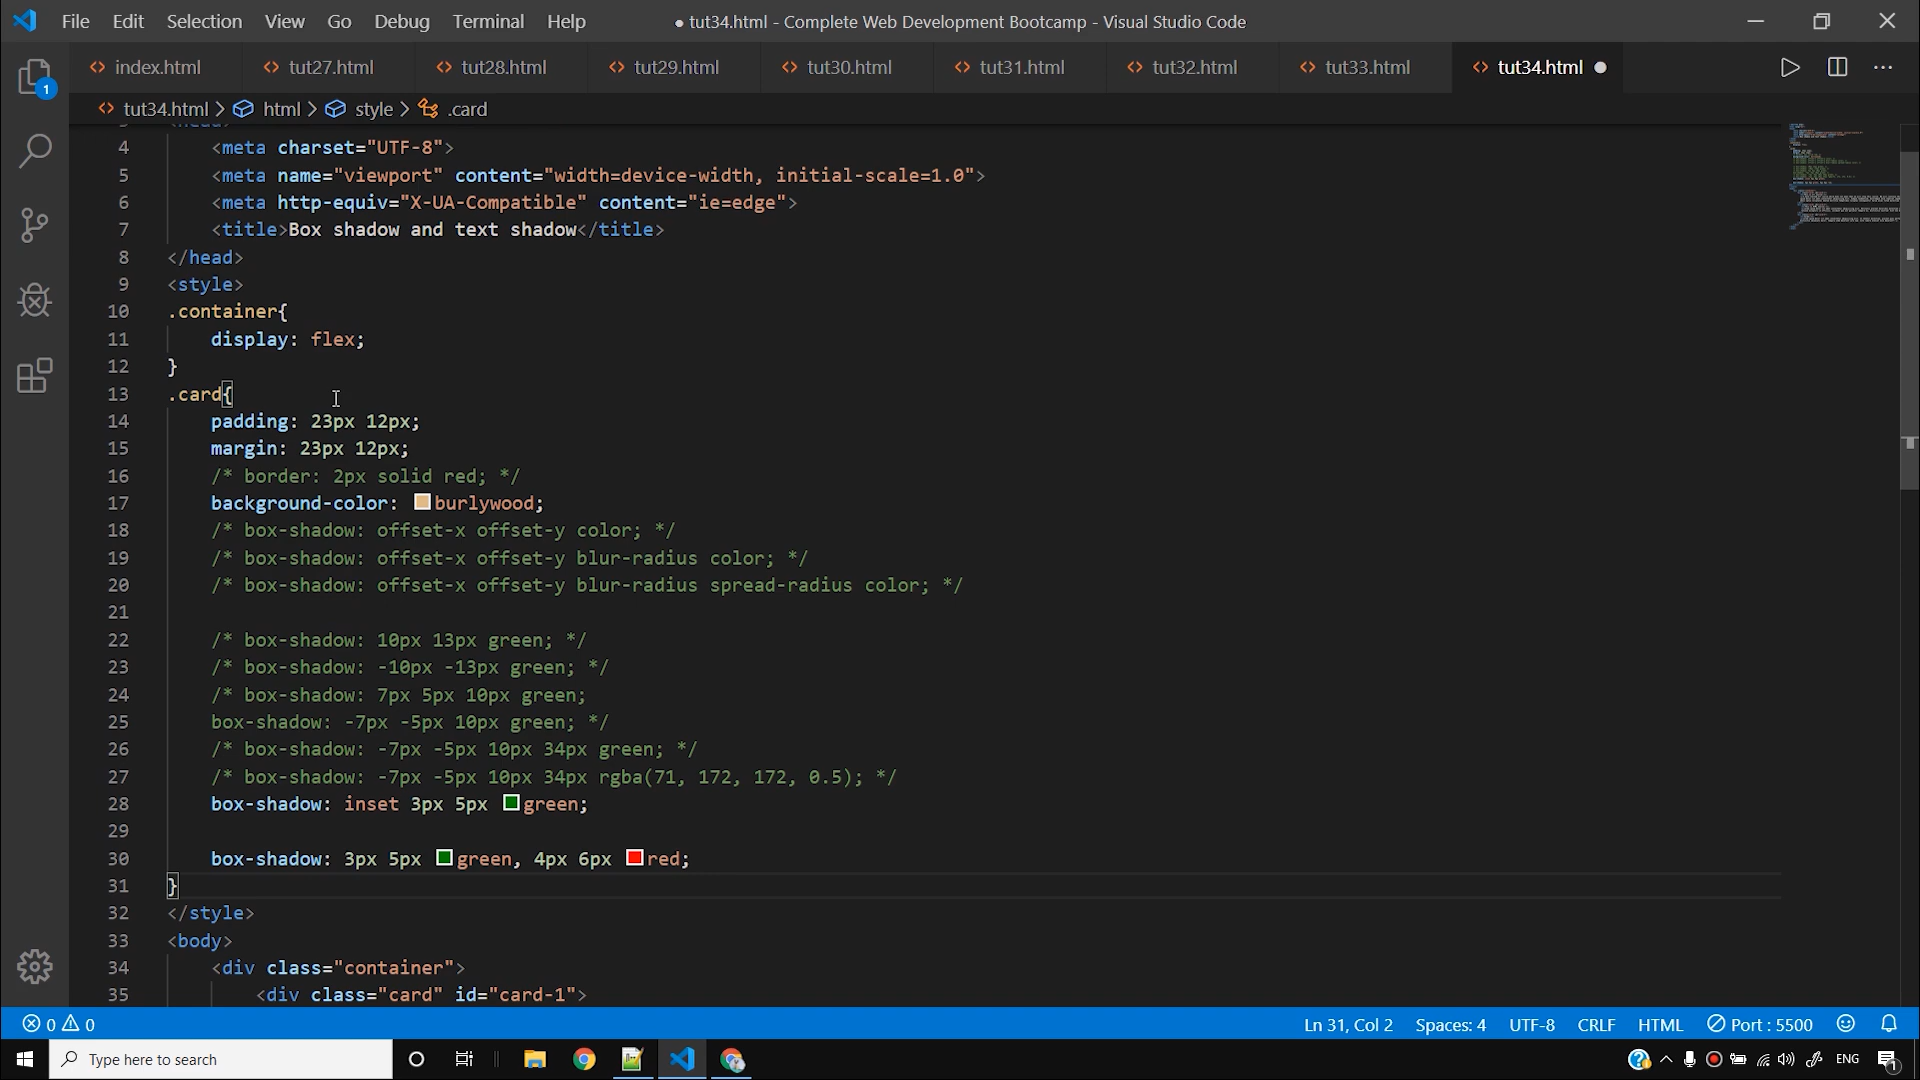 File Edit Selection View Go Debug Terminal Help ● tut34.html - Complete Web Development Bootcamp - Visual Studio Code
<> index.html <> tut27.html <> tut28.html <> tut29.html <> tut30.html <> tut31.html <> tut32.html <> tut33.html <> tut34.html ●
1
<> tut34.html > html > style > .card
4 <meta charset="UTF-8">
5 <meta name="viewport" content="width=device-width, initial-scale=1.0">
6 <meta http-equiv="X-UA-Compatible" content="ie=edge">
7 <title>Box shadow and text shadow</title>
8 </head>
9 <style>
10 .container{
11 display: flex;
12 }
13 .card{
14 padding: 23px 12px;
15 margin: 23px 12px;
16 /* border: 2px solid red; */
17 background-color: burlywood;
18 /* box-shadow: offset-x offset-y color; */
19 /* box-shadow: offset-x offset-y blur-radius color; */
20 /* box-shadow: offset-x offset-y blur-radius spread-radius color; */
21
22 /* box-shadow: 10px 13px green; */
23 /* box-shadow: -10px -13px green; */
24 /* box-shadow: 7px 5px 10px green;
25 box-shadow: -7px -5px 10px green; */
26 /* box-shadow: -7px -5px 10px 34px green; */
27 /* box-shadow: -7px -5px 10px 34px rgba(71, 172, 172, 0.5); */
28 box-shadow: inset 3px 5px green;
29
30 box-shadow: 3px 5px green, 4px 6px red;
31 }
32 </style>
33 <body>
34 <div class="container">
35 <div class="card" id="card-1">
0 0 Ln 31, Col 2 Spaces: 4 UTF-8 CRLF HTML Port : 5500
Type here to search ENG 1